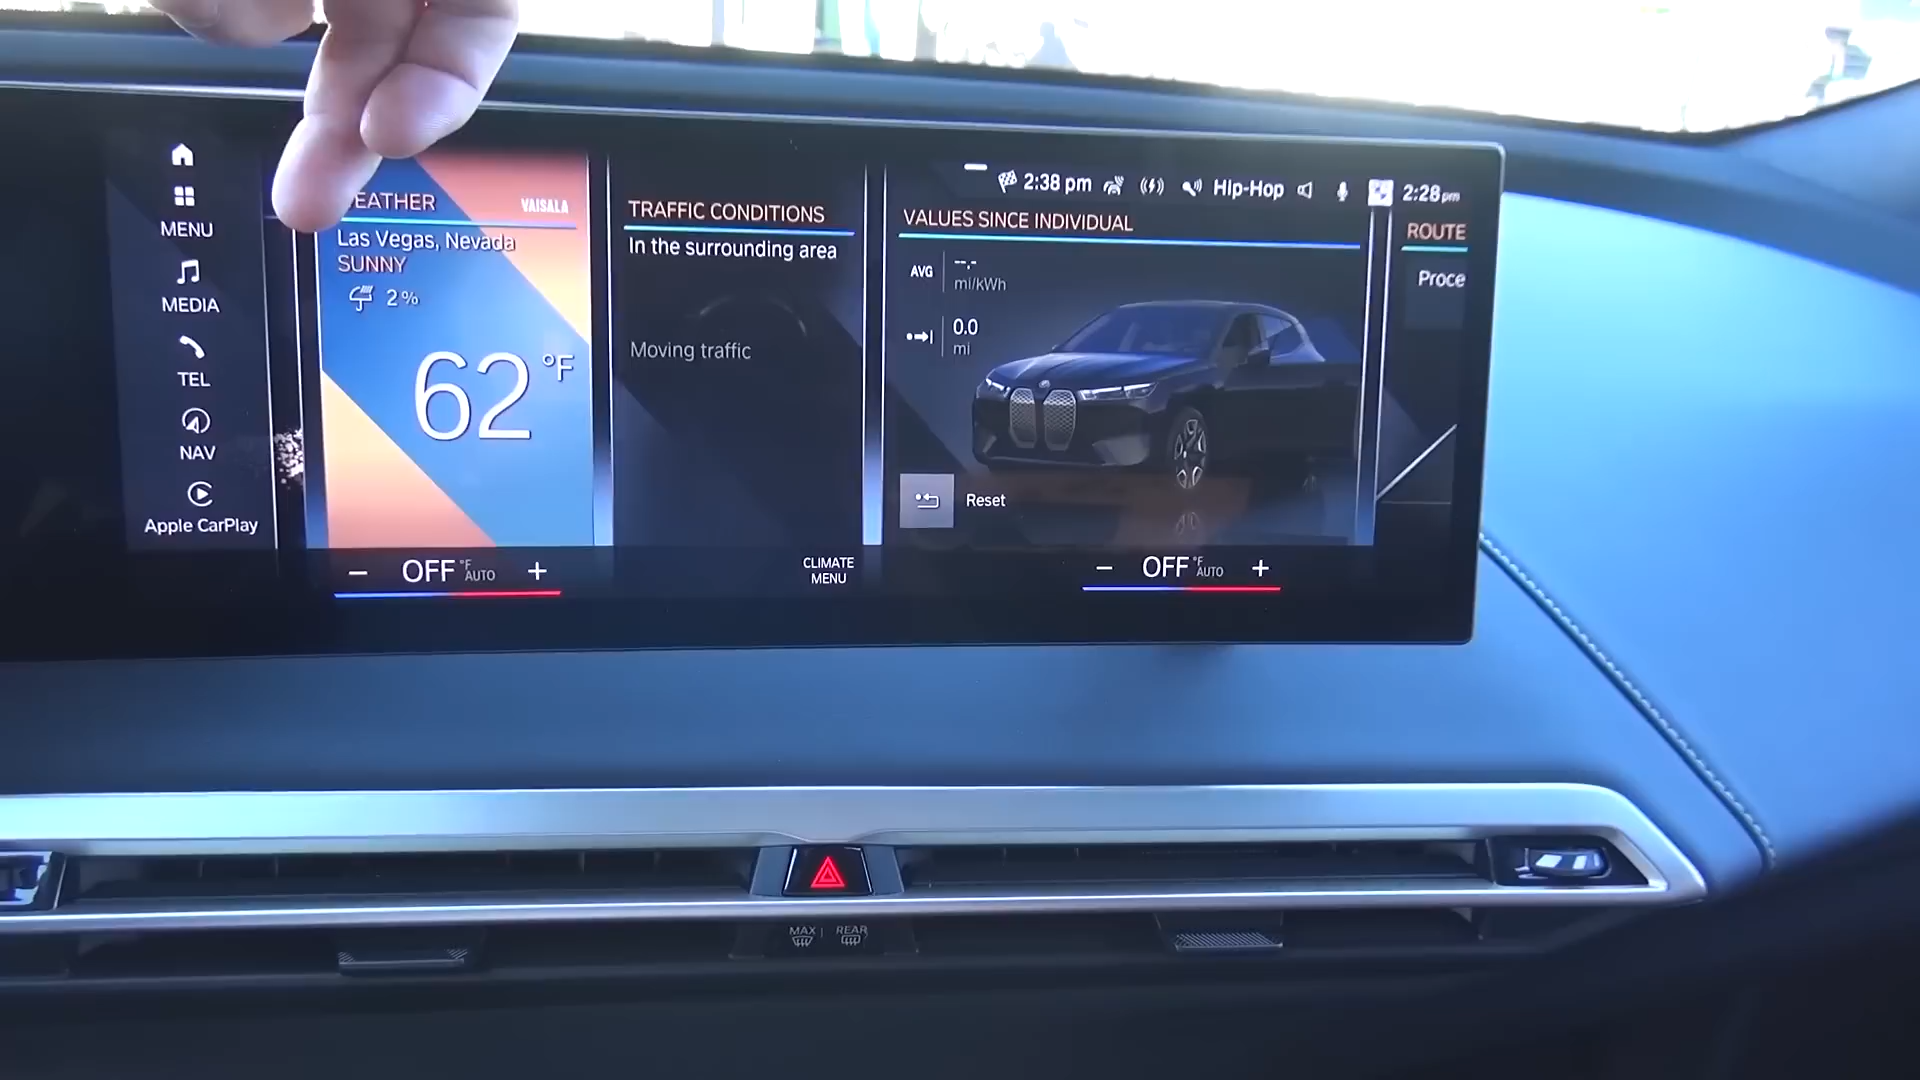 MENU
MEDIA
TEL
NAV
Apple CarPlay
EATHER
VAISALA
Las Vegas, Nevada
SUNNY
2%
62 °F
TRAFFIC CONDITIONS
In the surrounding area
Moving traffic
2:38 pm Hip-Hop 2:28 pm
VALUES SINCE INDIVIDUAL
AVG --.-
mi/kWh
0.0
mi
Reset
ROUTE
Proce
- OFF °F AUTO +
CLIMATE
MENU
- OFF °F AUTO +
MAX REAR